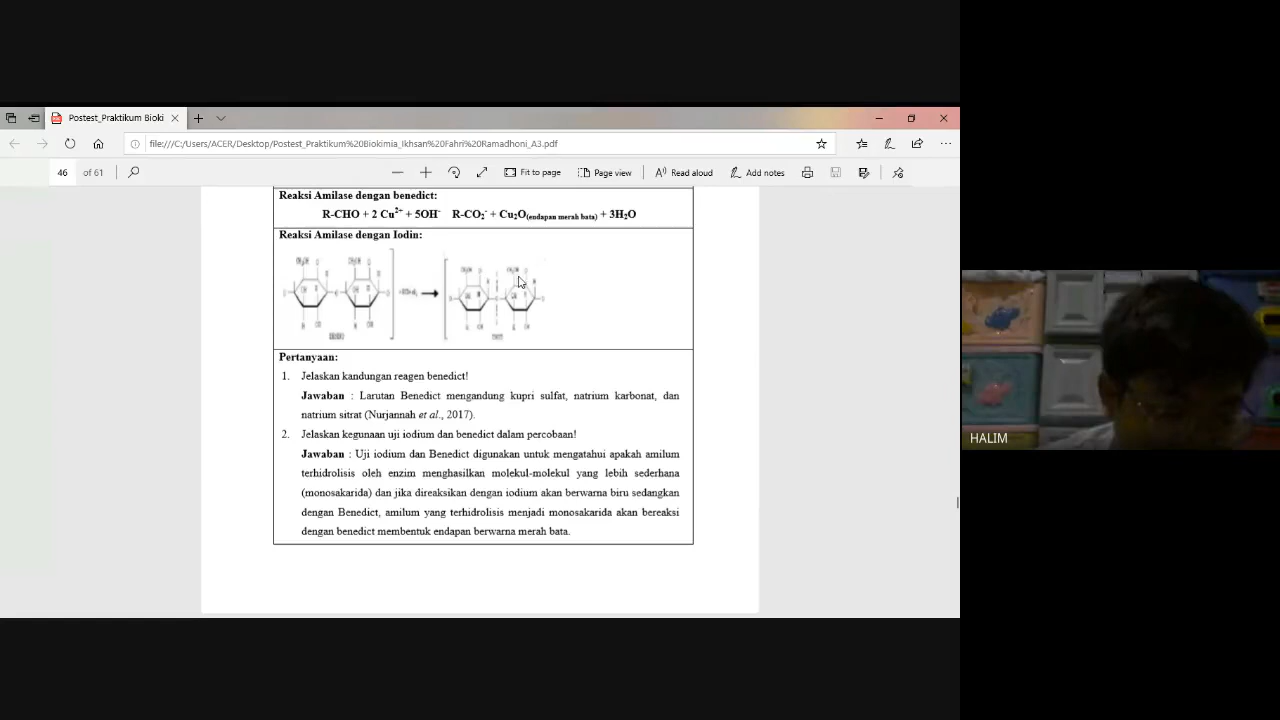 Postest_Praktikum Bioki
file:///C:/Users/ACER/Desktop/Postest_Praktikum%20Biokimia_Ikhsan%20Fahri%20Ramadhoni_A3.pdf
46 of 61
Fit to page
Page view
Read aloud
Add notes
Reaksi Amilase dengan benedict:
R-CHO + 2 Cu²⁺ + 5OH⁻ R-CO₂⁻ + Cu₂O(endapan merah bata) + 3H₂O
Reaksi Amilase dengan Iodin:
Pertanyaan:
1. Jelaskan kandungan reagen benedict!
Jawaban : Larutan Benedict mengandung kupri sulfat, natrium karbonat, dan
natrium sitrat (Nurjannah et al., 2017).
2. Jelaskan kegunaan uji iodium dan benedict dalam percobaan!
Jawaban : Uji iodium dan Benedict digunakan untuk mengatahui apakah amilum
terhidrolisis oleh enzim menghasilkan molekul-molekul yang lebih sederhana
(monosakarida) dan jika direaksikan dengan iodium akan berwarna biru sedangkan
dengan Benedict, amilum yang terhidrolisis menjadi monosakarida akan bereaksi
dengan benedict membentuk endapan berwarna merah bata.
HALIM